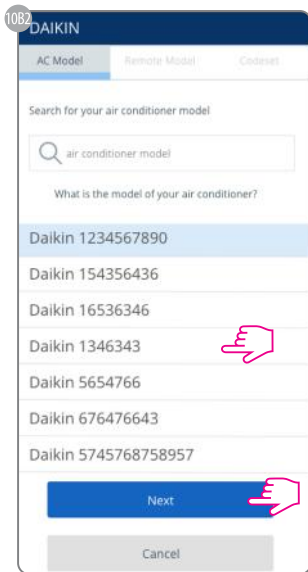 10B2
DAIKIN
AC Model Remote Model Codeset
Search for your air conditioner model
air conditioner model
What is the model of your air conditioner?
Daikin 1234567890
Daikin 154356436
Daikin 16536346
Daikin 1346343
Daikin 5654766
Daikin 676476643
Daikin 5745768758957
Next
Cancel